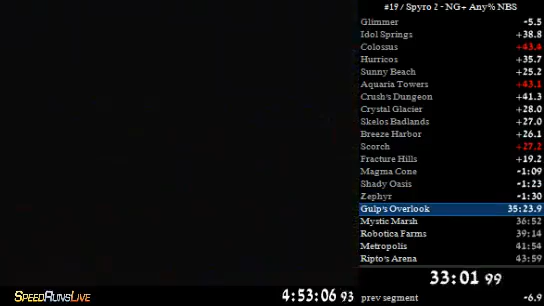 #19 / Spyro 2 - NG+ Any% NBS
Glimmer -5.5
Idol Springs +38.8
Colossus +43.4
Hurricos +35.7
Sunny Beach +25.2
Aquaria Towers +43.1
Crush's Dungeon +41.3
Crystal Glacier +28.0
Skelos Badlands +27.0
Breeze Harbor +26.1
Scorch +27.2
Fracture Hills +19.2
Magma Cone -1:09
Shady Oasis -1:23
Zephyr -1:30
Gulp's Overlook 35:23.9
Mystic Marsh 36:52
Robotica Farms 39:14
Metropolis 41:54
Ripto's Arena 43:59
33:01 99
SpeedRunsLive 4:53:06 93 prev segment -6.9